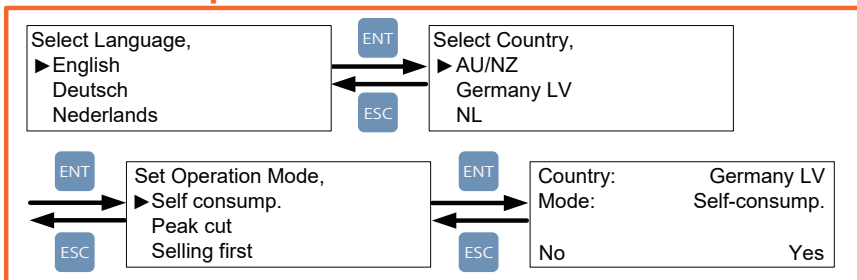 Select Language,
►English
Deutsch
Nederlands
ENT
ESC
Select Country,
►AU/NZ
Germany LV
NL
ENT
ESC
Set Operation Mode,
►Self consump.
Peak cut
Selling first
ENT
ESC
Country: Germany LV
Mode: Self-consump.
No Yes